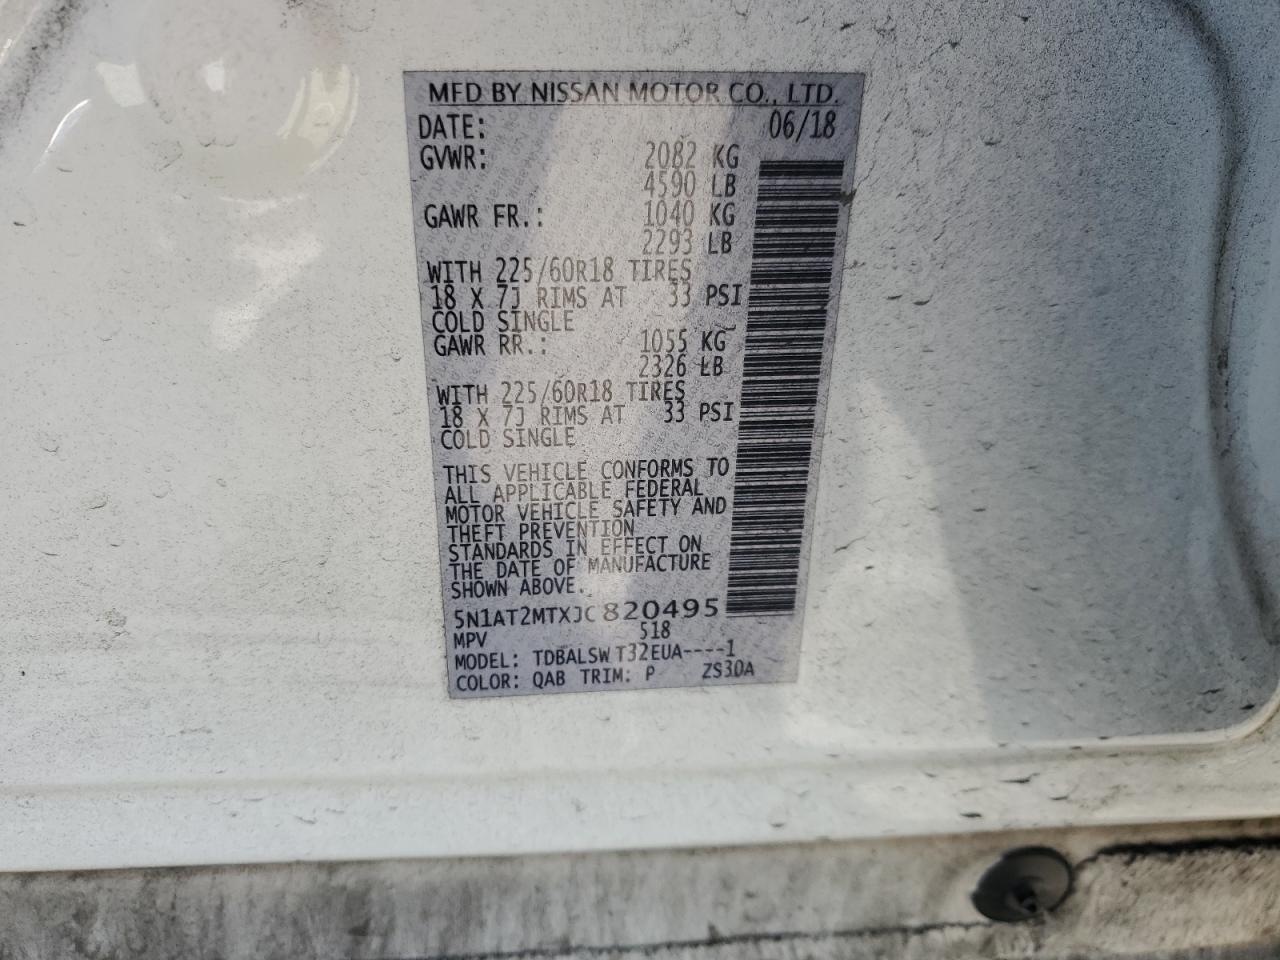 MFD BY NISSAN MOTOR CO., LTD.
DATE: 06/18
GVWR: 2082 KG
4590 LB
GAWR FR.: 1040 KG
2293 LB
WITH 225/60R18 TIRES
18 X 7J RIMS AT 33 PSI
COLD SINGLE
GAWR RR.: 1055 KG
2326 LB
WITH 225/60R18 TIRES
18 X 7J RIMS AT 33 PSI
COLD SINGLE
THIS VEHICLE CONFORMS TO
ALL APPLICABLE FEDERAL
MOTOR VEHICLE SAFETY AND
THEFT PREVENTION
STANDARDS IN EFFECT ON
THE DATE OF MANUFACTURE
SHOWN ABOVE.
5N1AT2MTXJC820495
MPV 518
MODEL: TDBALSW T32EUA----1
COLOR: QAB TRIM: P ZS30A